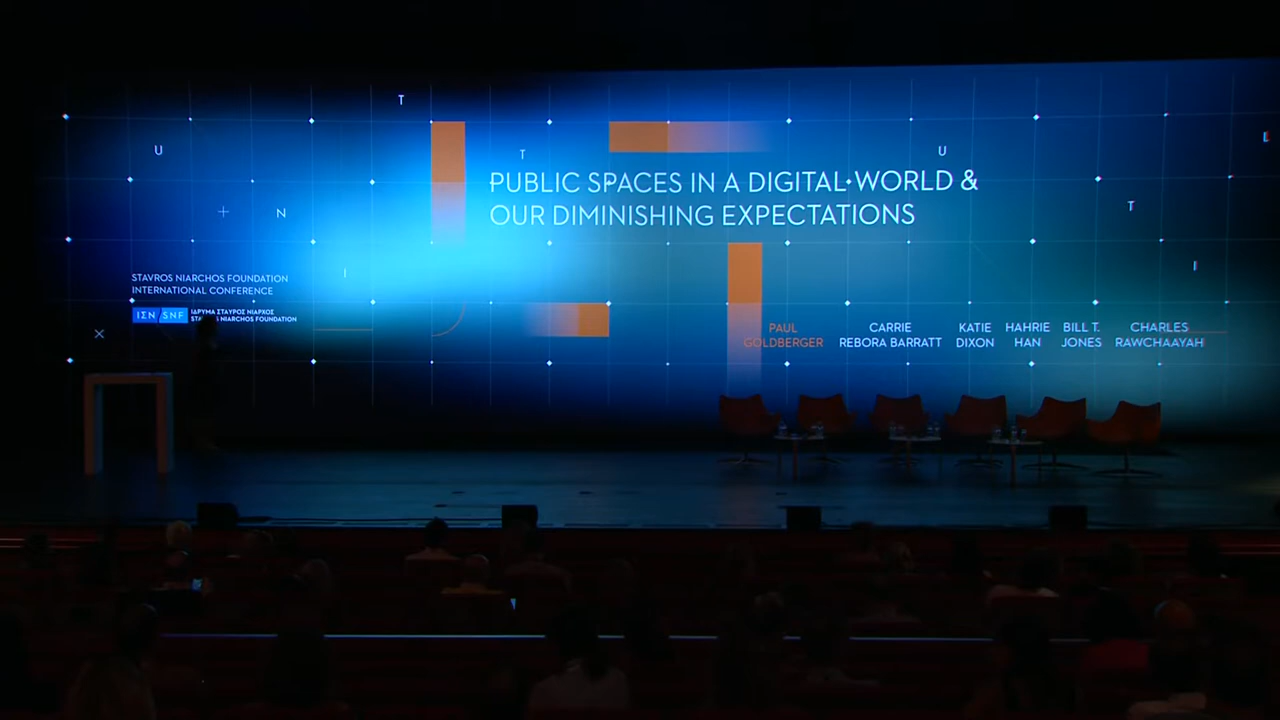 T
U
T
U
PUBLIC SPACES IN A DIGITAL WORLD &
OUR DIMINISHING EXPECTATIONS
N
T
I
I
STAVROS NIARCHOS FOUNDATION
INTERNATIONAL CONFERENCE
ΙΣΝ/SNF
ΙΔΡΥΜΑ ΣΤΑΥΡΟΣ ΝΙΑΡΧΟΣ
STAVROS NIARCHOS FOUNDATION
PAUL
GOLDBERGER
CARRIE
REBORA BARRATT
KATIE
DIXON
HAHRIE
HAN
BILL T.
JONES
CHARLES
RAWCHAAYAH